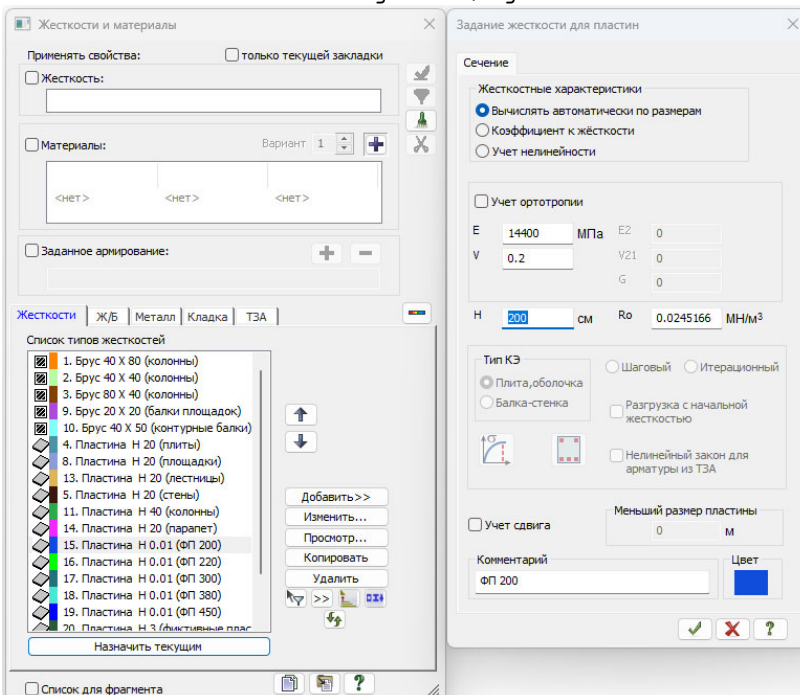 Жесткости и материалы
Применять свойства:
только текущей закладки
Жесткость:
Материалы:
Вариант 1
<нет> <нет> <нет>
Заданное армирование:
Жесткости Ж/Б Металл Кладка ТЗА
Список типов жесткостей
1. Брус 40 X 80 (колонны)
2. Брус 40 X 40 (колонны)
3. Брус 80 X 40 (колонны)
9. Брус 20 X 20 (балки площадок)
10. Брус 40 X 50 (контурные балки)
4. Пластина H 20 (плиты)
8. Пластина H 20 (площадки)
13. Пластина H 20 (лестницы)
5. Пластина H 20 (стены)
11. Пластина H 40 (колонны)
14. Пластина H 20 (парапет)
15. Пластина H 0.01 (ФП 200)
16. Пластина H 0.01 (ФП 220)
17. Пластина H 0.01 (ФП 300)
18. Пластина H 0.01 (ФП 380)
19. Пластина H 0.01 (ФП 450)
20. Пластина H 3 (фиктивные плас
Добавить>>
Изменить...
Просмотр...
Копировать
Удалить
>>
Назначить текущим
Список для фрагмента
?
Задание жесткости для пластин
Сечение
Жесткостные характеристики
Вычислять автоматически по размерам
Коэффициент к жёсткости
Учет нелинейности
Учет ортотропии
E 14400 МПа E2 0
V 0.2 V21 0
G 0
H 200 см Ro 0.0245166 МН/м³
Тип КЭ
Плита,оболочка
Балка-стенка
Шаговый Итерационный
Разгрузка с начальной
жесткостью
Нелинейный закон для
арматуры из ТЗА
Учет сдвига
Меньший размер пластины
0 м
Комментарий
ФП 200
Цвет
?